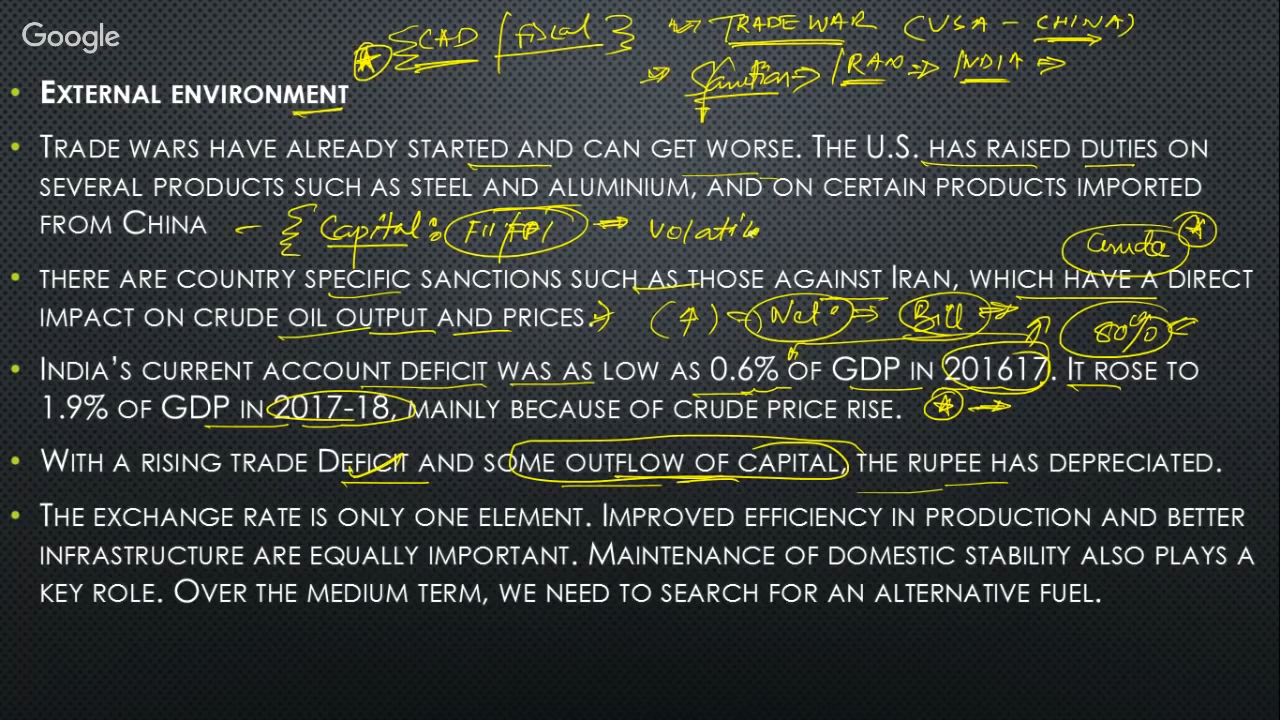 Google
{CAD / Fiscal} TRADE WAR (USA - CHINA)
Sanction IRAN INDIA
• EXTERNAL ENVIRONMENT
• TRADE WARS HAVE ALREADY STARTED AND CAN GET WORSE. THE U.S. HAS RAISED DUTIES ON
SEVERAL PRODUCTS SUCH AS STEEL AND ALUMINIUM, AND ON CERTAIN PRODUCTS IMPORTED
FROM CHINA - { Capital: volatile
Crude
• THERE ARE COUNTRY SPECIFIC SANCTIONS SUCH AS THOSE AGAINST IRAN, WHICH HAVE A DIRECT
IMPACT ON CRUDE OIL OUTPUT AND PRICES. Bill 80%
• INDIA'S CURRENT ACCOUNT DEFICIT WAS AS LOW AS 0.6% OF GDP IN 201617. IT ROSE TO
1.9% OF GDP IN 2017-18, MAINLY BECAUSE OF CRUDE PRICE RISE.
• WITH A RISING TRADE DEFICIT AND SOME OUTFLOW OF CAPITAL, THE RUPEE HAS DEPRECIATED.
• THE EXCHANGE RATE IS ONLY ONE ELEMENT. IMPROVED EFFICIENCY IN PRODUCTION AND BETTER
INFRASTRUCTURE ARE EQUALLY IMPORTANT. MAINTENANCE OF DOMESTIC STABILITY ALSO PLAYS A
KEY ROLE. OVER THE MEDIUM TERM, WE NEED TO SEARCH FOR AN ALTERNATIVE FUEL.